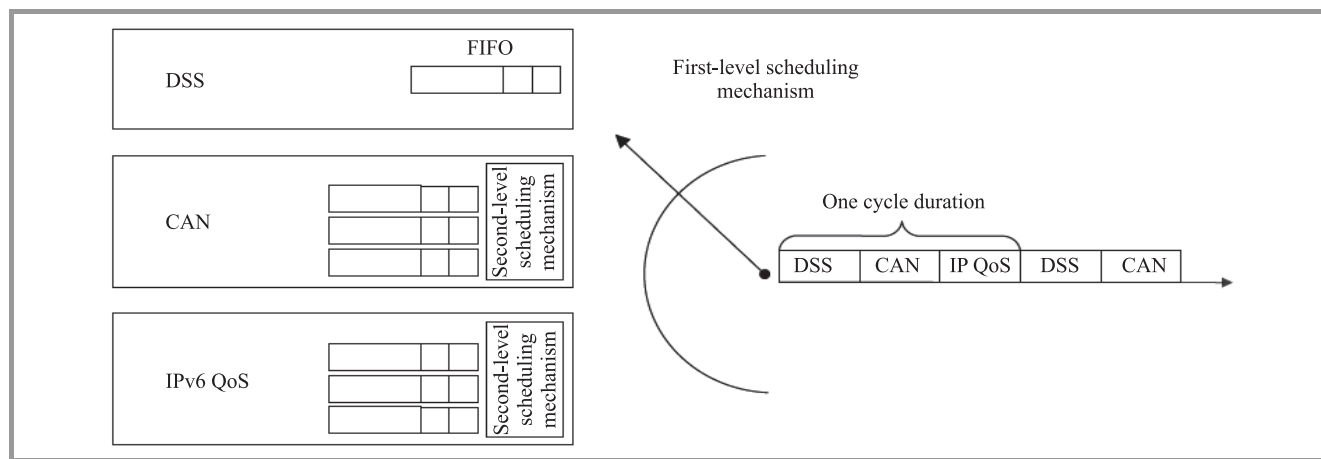 FIFO
DSS
First-level scheduling
mechanism
CAN
Second-level
scheduling
mechanism
One cycle duration
DSS CAN IP QoS DSS CAN
IPv6 QoS
Second-level
scheduling
mechanism